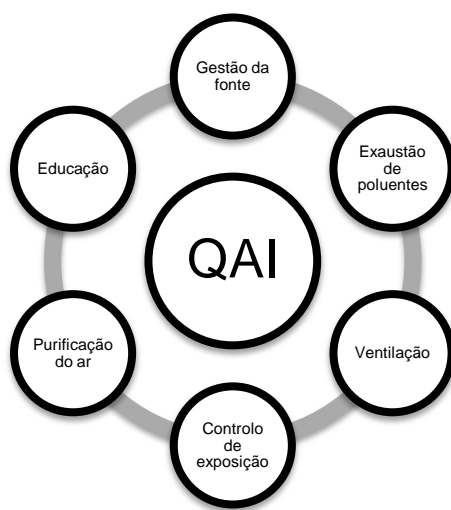 Gestão da
fonte
Exaustão
de
poluentes
Ventilação
Controlo
de
exposição
Purificação
do ar
Educação
QAI